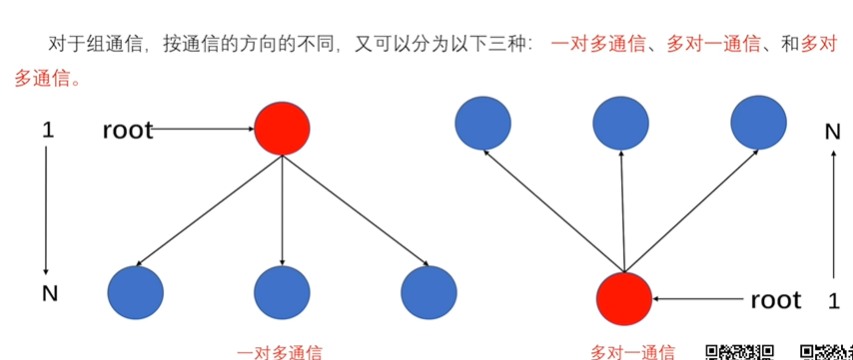 对于组通信，按通信的方向的不同，又可以分为以下三种： 一对多通信、多对一通信、和多对
多通信。
1 root N
N root 1
一对多通信 多对一通信